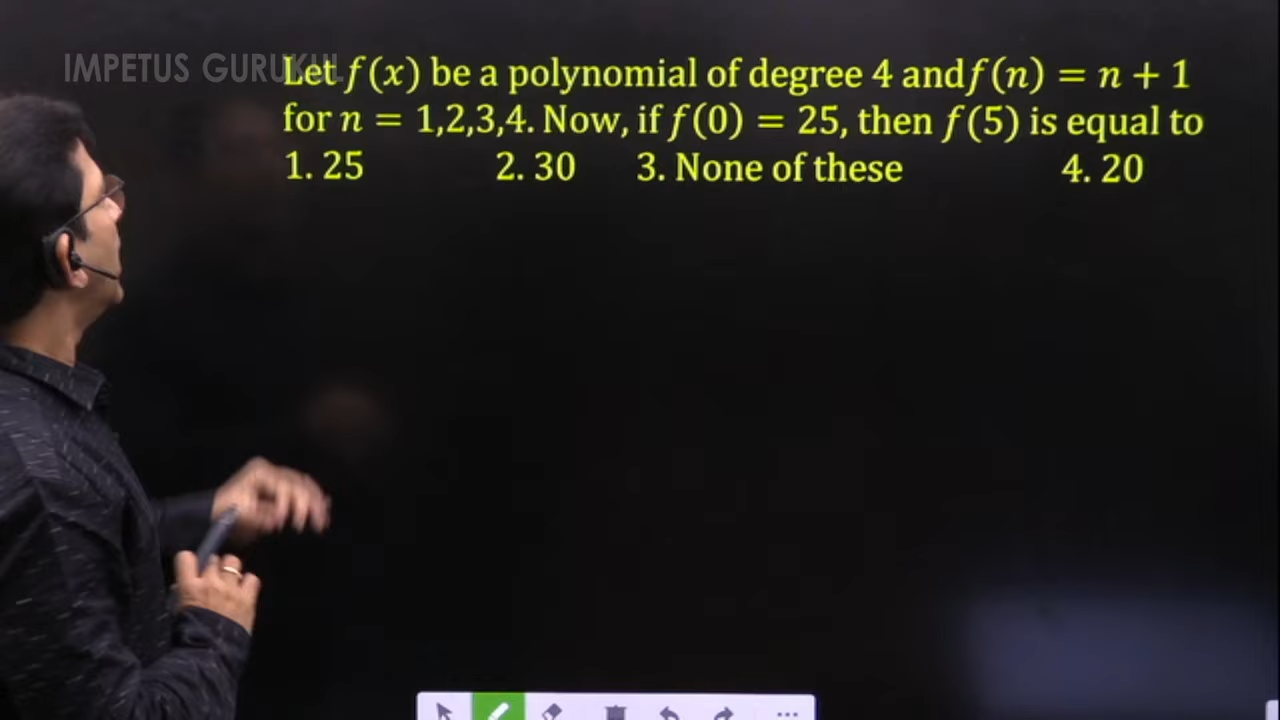 IMPETUS GURUKUL
Let f(x) be a polynomial of degree 4 and f(n) = n + 1
for n = 1,2,3,4. Now, if f(0) = 25, then f(5) is equal to
1. 25 2. 30 3. None of these 4. 20